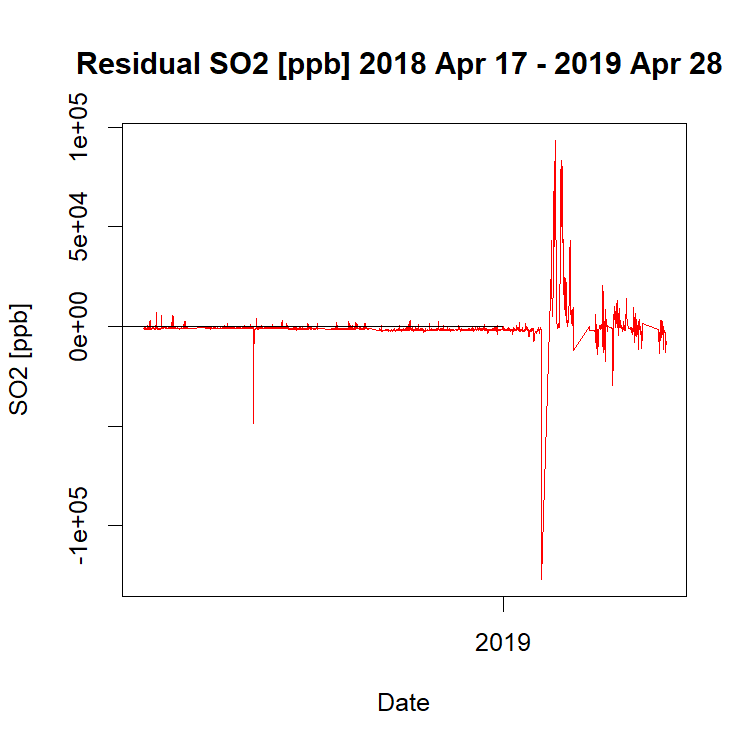 Residual SO2 [ppb] 2018 Apr 17 - 2019 Apr 28
1e+05
5e+04
0e+00
-1e+05
SO2 [ppb]
2019
Date